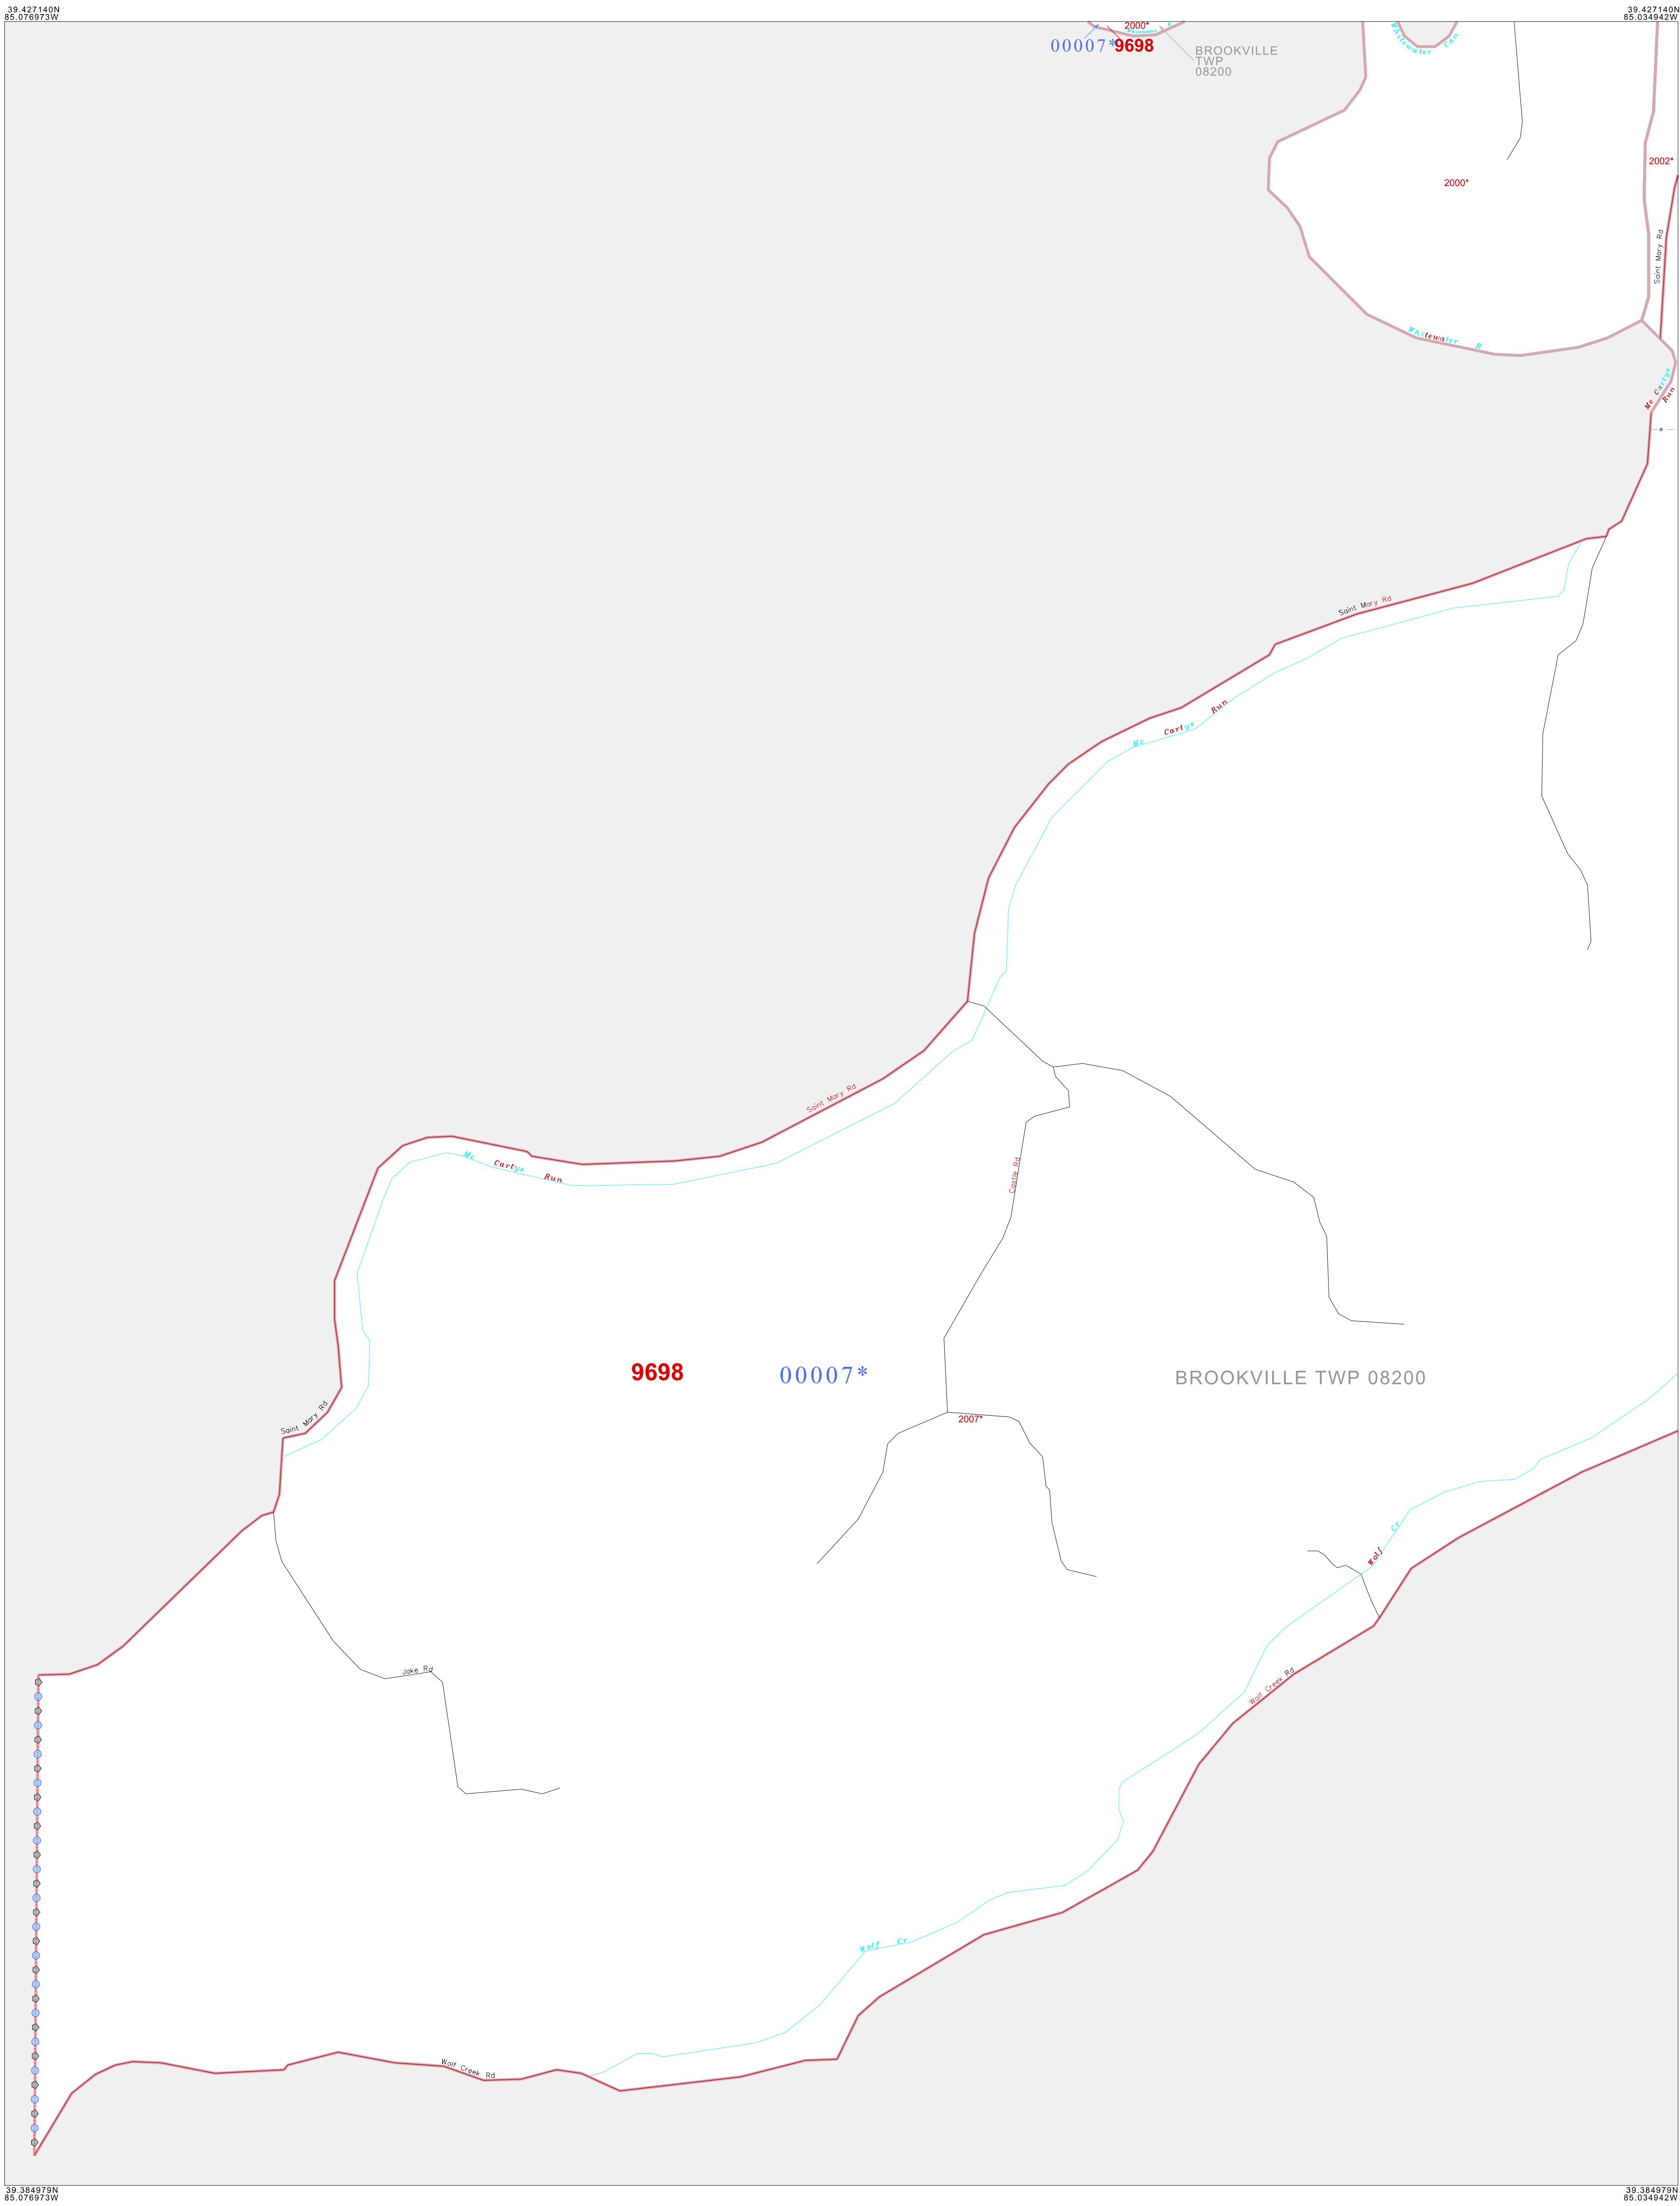 39.427140N
85.076973W
39.427140N
85.034942W
2000*
00007*
9698
BROOKVILLE
TWP
08200
Whitewater Can
2002*
2000*
Saint Mary Rd
Whitewater R
Mc Cartys Run
Saint Mary Rd
Mc Cartys Run
Saint Mary Rd
Mc Cartys Run
Castle Rd
9698
00007*
BROOKVILLE TWP 08200
Saint Mary Rd
2007*
Wolf Cr
Jake Rd
Wolf Creek Rd
Wolf Cr
Wolf Creek Rd
39.384979N
85.076973W
39.384979N
85.034942W